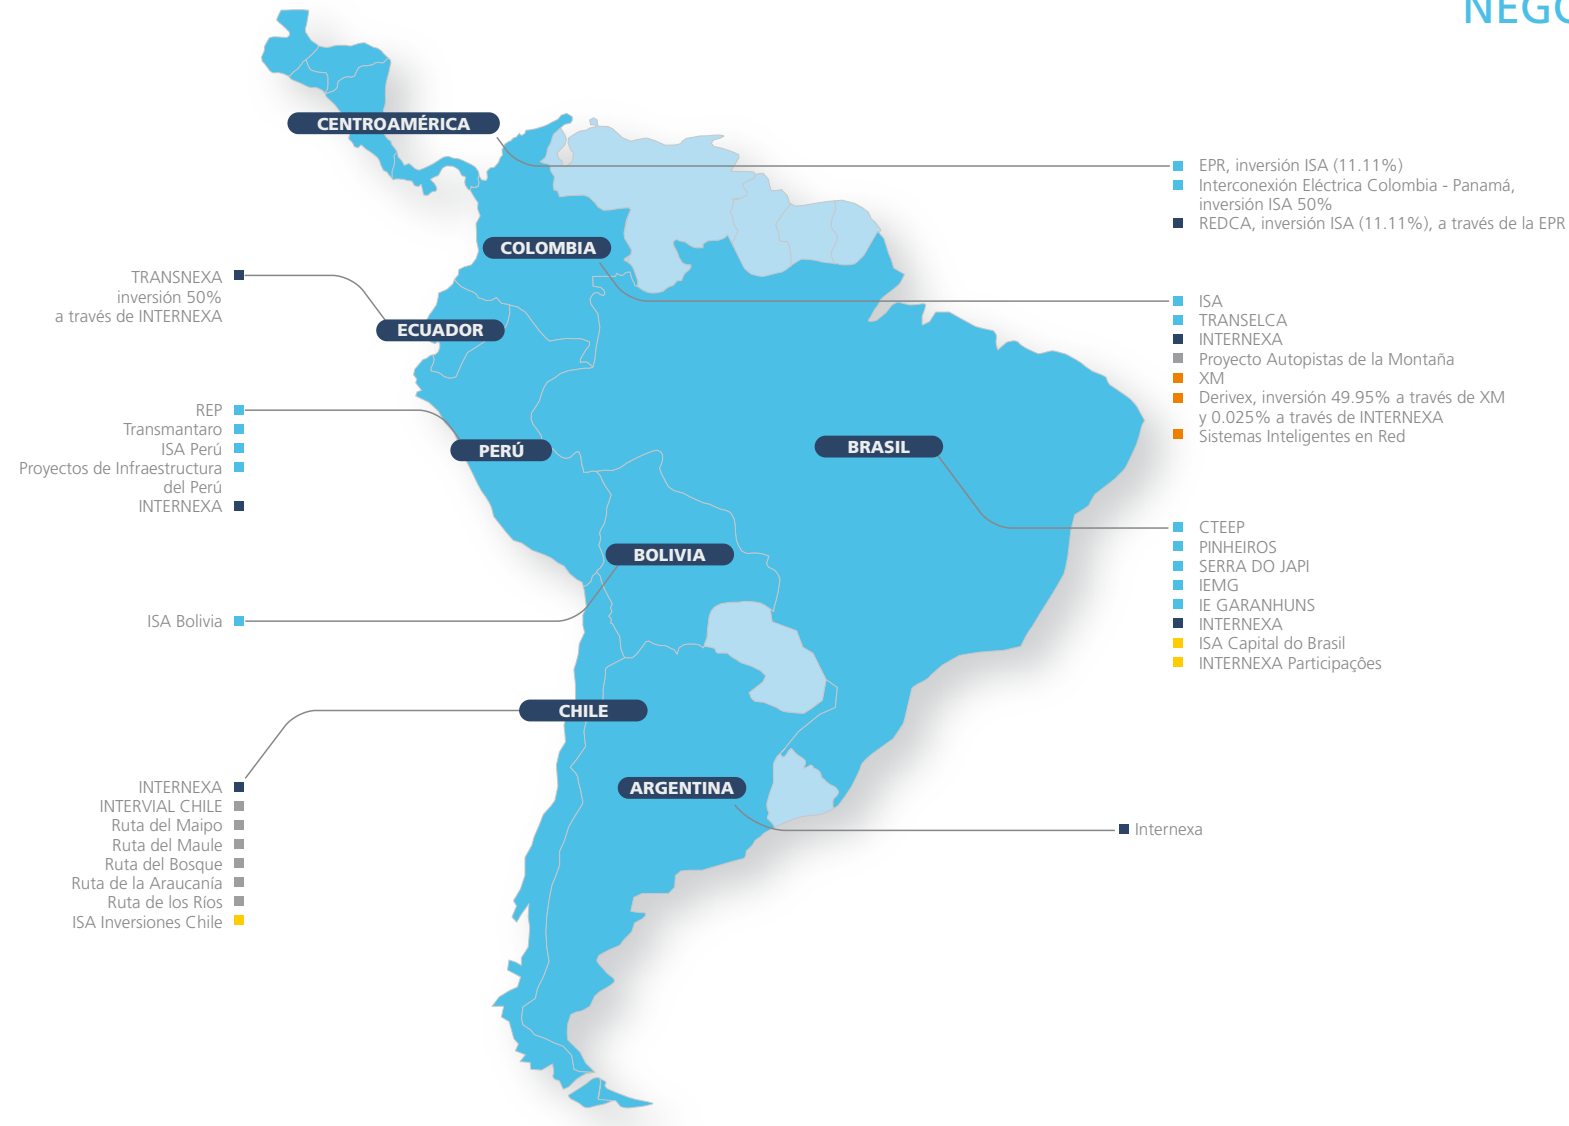 NEGO
CENTROAMÉRICA
EPR, inversión ISA (11.11%)
Interconexión Eléctrica Colombia - Panamá,
inversión ISA 50%
REDCA, inversión ISA (11.11%), a través de la EPR
COLOMBIA
ISA
TRANSELCA
INTERNEXA
Proyecto Autopistas de la Montaña
XM
Derivex, inversión 49.95% a través de XM
y 0.025% a través de INTERNEXA
Sistemas Inteligentes en Red
TRANSNEXA
inversión 50%
a través de INTERNEXA
ECUADOR
REP
Transmantaro
ISA Perú
Proyectos de Infraestructura
del Perú
INTERNEXA
PERÚ
BRASIL
CTEEP
PINHEIROS
SERRA DO JAPI
IEMG
IE GARANHUNS
INTERNEXA
ISA Capital do Brasil
INTERNEXA Participações
BOLIVIA
ISA Bolivia
CHILE
INTERNEXA
INTERVIAL CHILE
Ruta del Maipo
Ruta del Maule
Ruta del Bosque
Ruta de la Araucanía
Ruta de los Ríos
ISA Inversiones Chile
ARGENTINA
Internexa